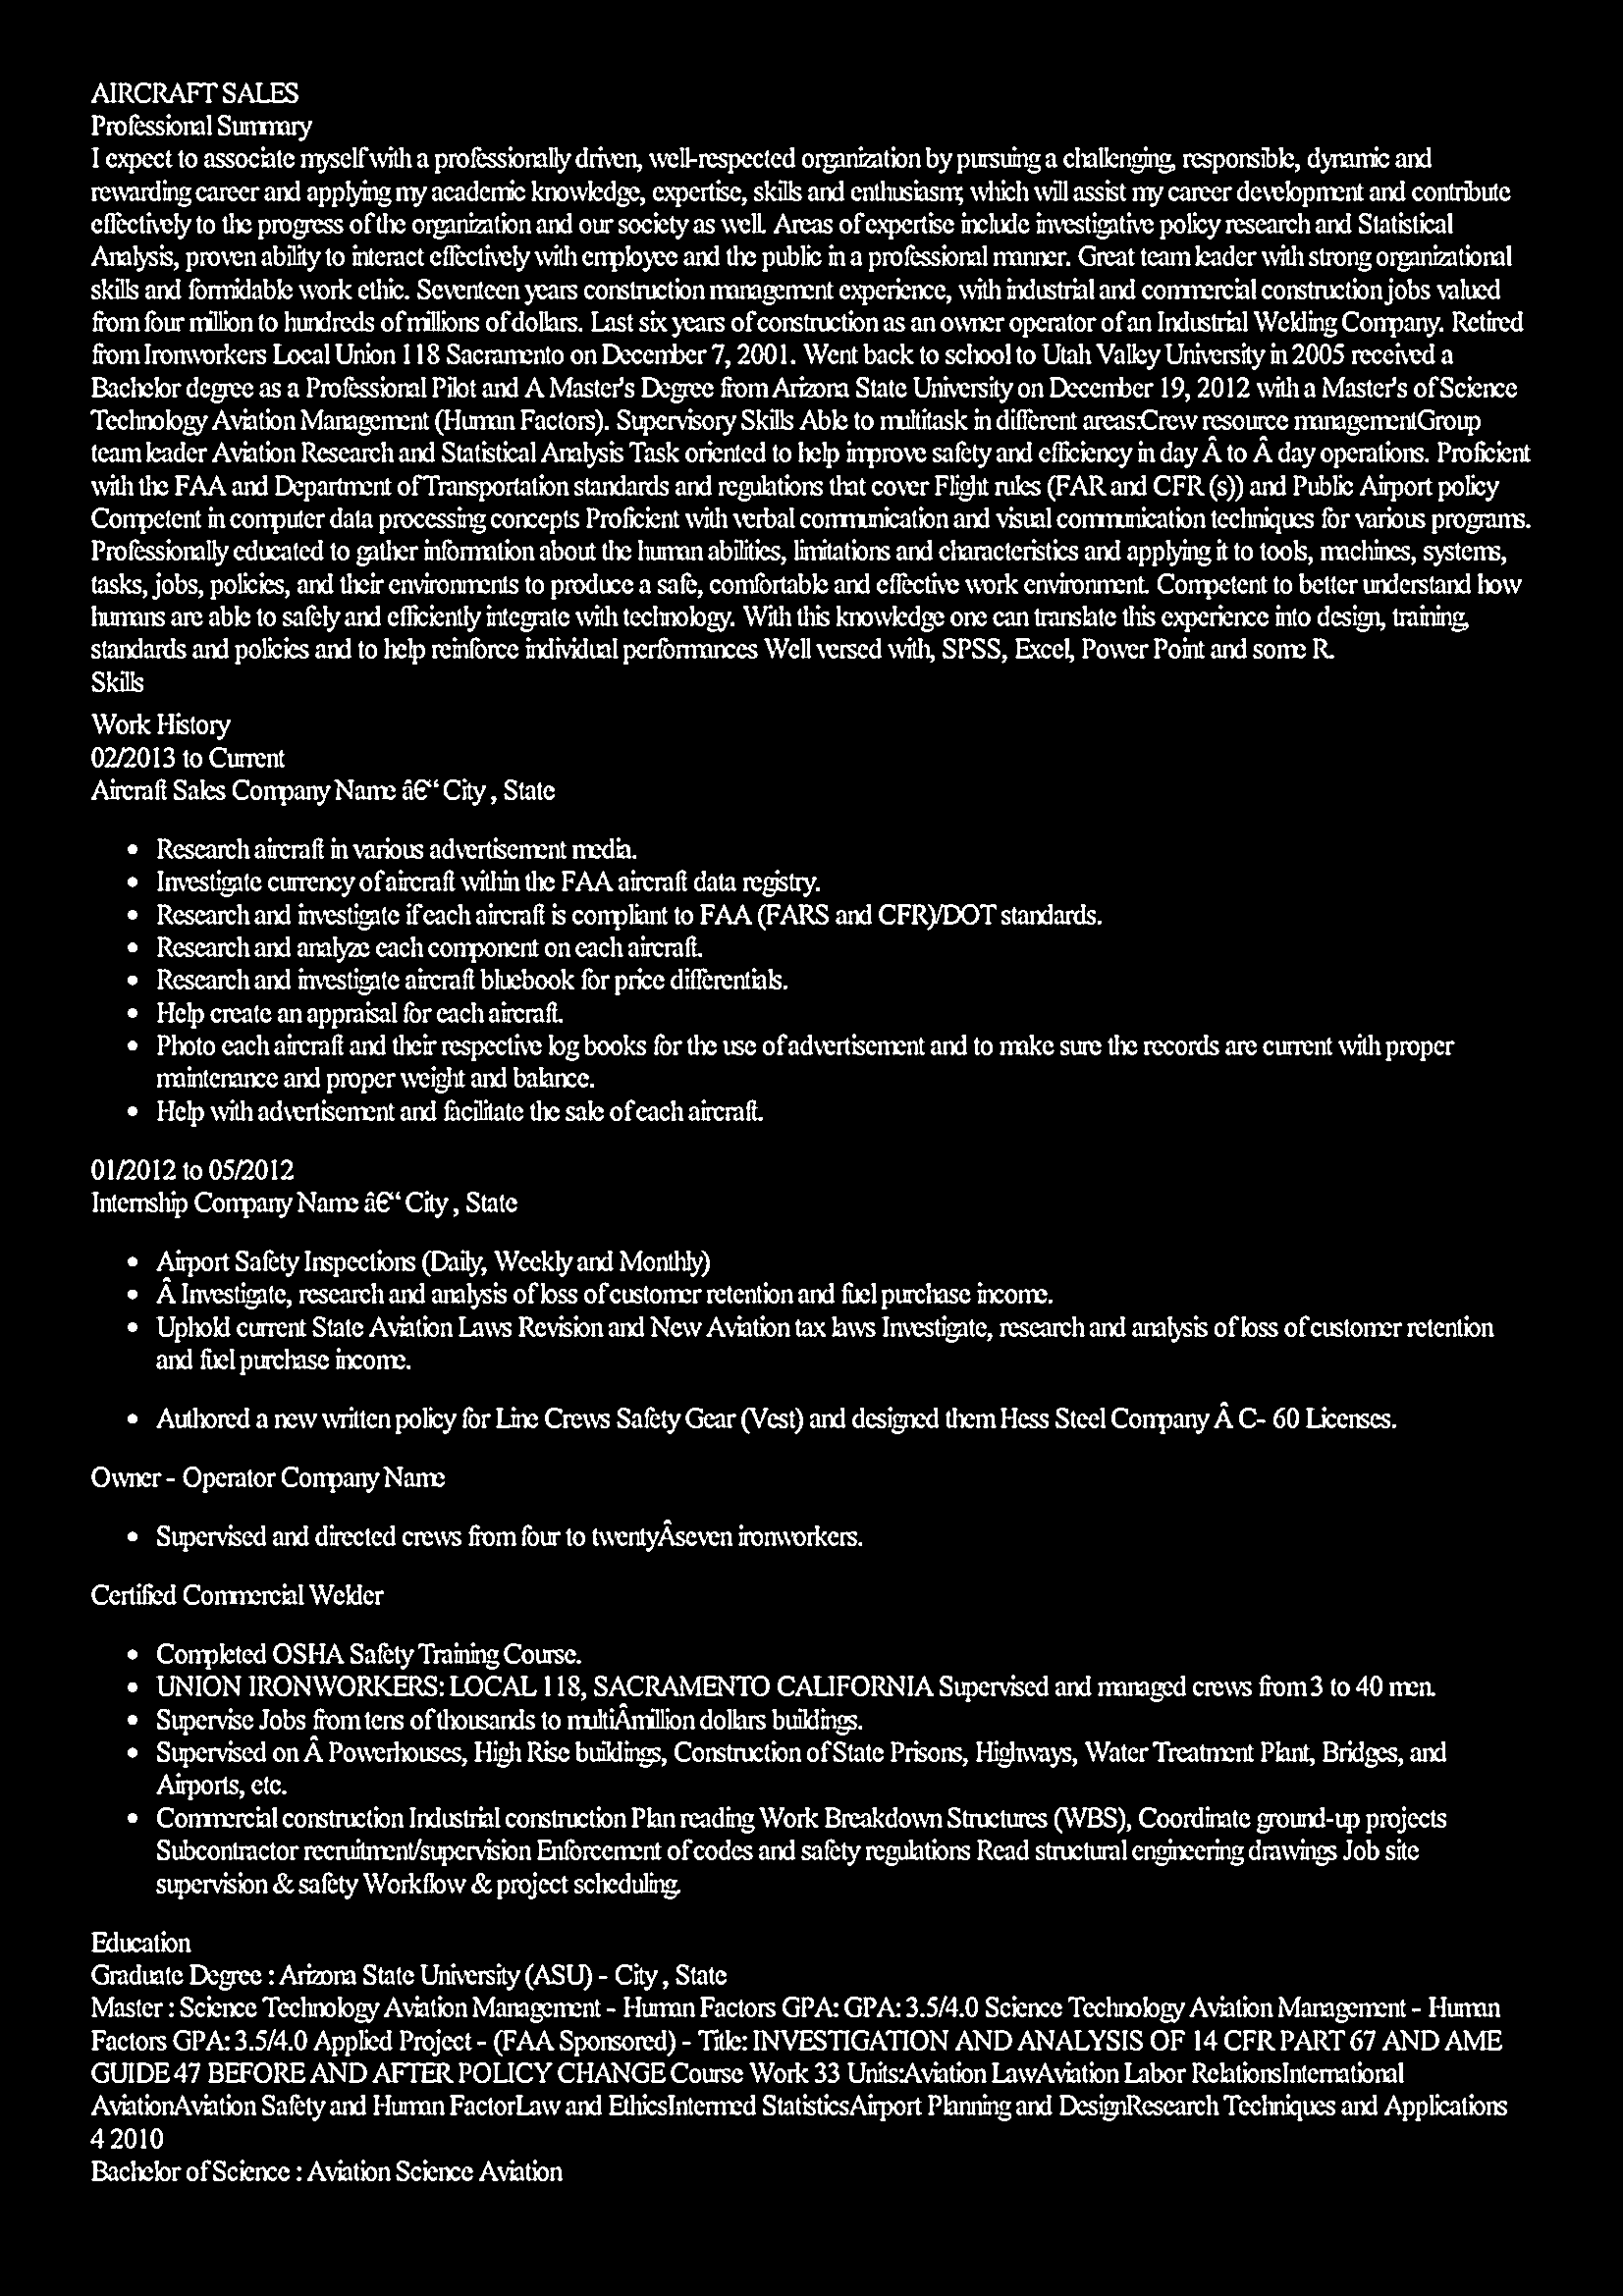 AIRCRAFT SALES
Professional Summary
I expect to associate myself with a professionally driven, well-respected organization by pursuing a challenging, responsible, dynamic and
rewarding career and applying my academic knowledge, expertise, skills and enthusiasm; which will assist my career development and contribute
effectively to the progress of the organization and our society as well. Areas of expertise include investigative policy research and Statistical
Analysis, proven ability to interact effectively with employee and the public in a professional manner. Great team leader with strong organizational
skills and formidable work ethic. Seventeen years construction management experience, with industrial and commercial construction jobs valued
from four million to hundreds of millions of dollars. Last six years of construction as an owner operator of an Industrial Welding Company. Retired
from Ironworkers Local Union 118 Sacramento on December 7, 2001. Went back to school to Utah Valley University in 2005 received a
Bachelor degree as a Professional Pilot and A Master's Degree from Arizona State University on December 19, 2012 with a Master's of Science
Technology Aviation Management (Human Factors). Supervisory Skills Able to multitask in different areas:Crew resource managementGroup
team leader Aviation Research and Statistical Analysis Task oriented to help improve safety and efficiency in day Â to Â day operations. Proficient
with the FAA and Department of Transportation standards and regulations that cover Flight rules (FAR and CFR (s)) and Public Airport policy
Competent in computer data processing concepts Proficient with verbal communication and visual communication techniques for various programs.
Professionally educated to gather information about the human abilities, limitations and characteristics and applying it to tools, machines, systems,
tasks, jobs, policies, and their environments to produce a safe, comfortable and effective work environment. Competent to better understand how
humans are able to safely and efficiently integrate with technology. With this knowledge one can translate this experience into design, training,
standards and policies and to help reinforce individual performances Well versed with, SPSS, Excel, Power Point and some R.
Skills
Work History
02/2013 to Current
Aircraft Sales Company Name â€“ City , State
• Research aircraft in various advertisement media.
• Investigate currency of aircraft within the FAA aircraft data registry.
• Research and investigate if each aircraft is compliant to FAA (FARS and CFR)/DOT standards.
• Research and analyze each component on each aircraft.
• Research and investigate aircraft bluebook for price differentials.
• Help create an appraisal for each aircraft.
• Photo each aircraft and their respective log books for the use of advertisement and to make sure the records are current with proper
maintenance and proper weight and balance.
• Help with advertisement and facilitate the sale of each aircraft.
01/2012 to 05/2012
Internship Company Name â€“ City , State
• Airport Safety Inspections (Daily, Weekly and Monthly)
• Â Investigate, research and analysis of loss of customer retention and fuel purchase income.
• Uphold current State Aviation Laws Revision and New Aviation tax laws Investigate, research and analysis of loss of customer retention
and fuel purchase income.
• Authored a new written policy for Line Crews Safety Gear (Vest) and designed them Hess Steel Company Â C- 60 Licenses.
Owner - Operator Company Name
• Supervised and directed crews from four to twentyÂseven ironworkers.
Certified Commercial Welder
• Completed OSHA Safety Training Course.
• UNION IRONWORKERS: LOCAL 118, SACRAMENTO CALIFORNIA Supervised and managed crews from 3 to 40 men.
• Supervise Jobs from tens of thousands to multiÂmillion dollars buildings.
• Supervised on Â Powerhouses, High Rise buildings, Construction of State Prisons, Highways, Water Treatment Plant, Bridges, and
Airports, etc.
• Commercial construction Industrial construction Plan reading Work Breakdown Structures (WBS), Coordinate ground-up projects
Subcontractor recruitment/supervision Enforcement of codes and safety regulations Read structural engineering drawings Job site
supervision & safety Workflow & project scheduling.
Education
Graduate Degree : Arizona State University (ASU) - City , State
Master : Science Technology Aviation Management - Human Factors GPA: GPA: 3.5/4.0 Science Technology Aviation Management - Human
Factors GPA: 3.5/4.0 Applied Project - (FAA Sponsored) - Title: INVESTIGATION AND ANALYSIS OF 14 CFR PART 67 AND AME
GUIDE 47 BEFORE AND AFTER POLICY CHANGE Course Work 33 Units:Aviation LawAviation Labor RelationsInternational
AviationAviation Safety and Human FactorLaw and EthicsIntermed StatisticsAirport Planning and DesignResearch Techniques and Applications
4 2010
Bachelor of Science : Aviation Science Aviation